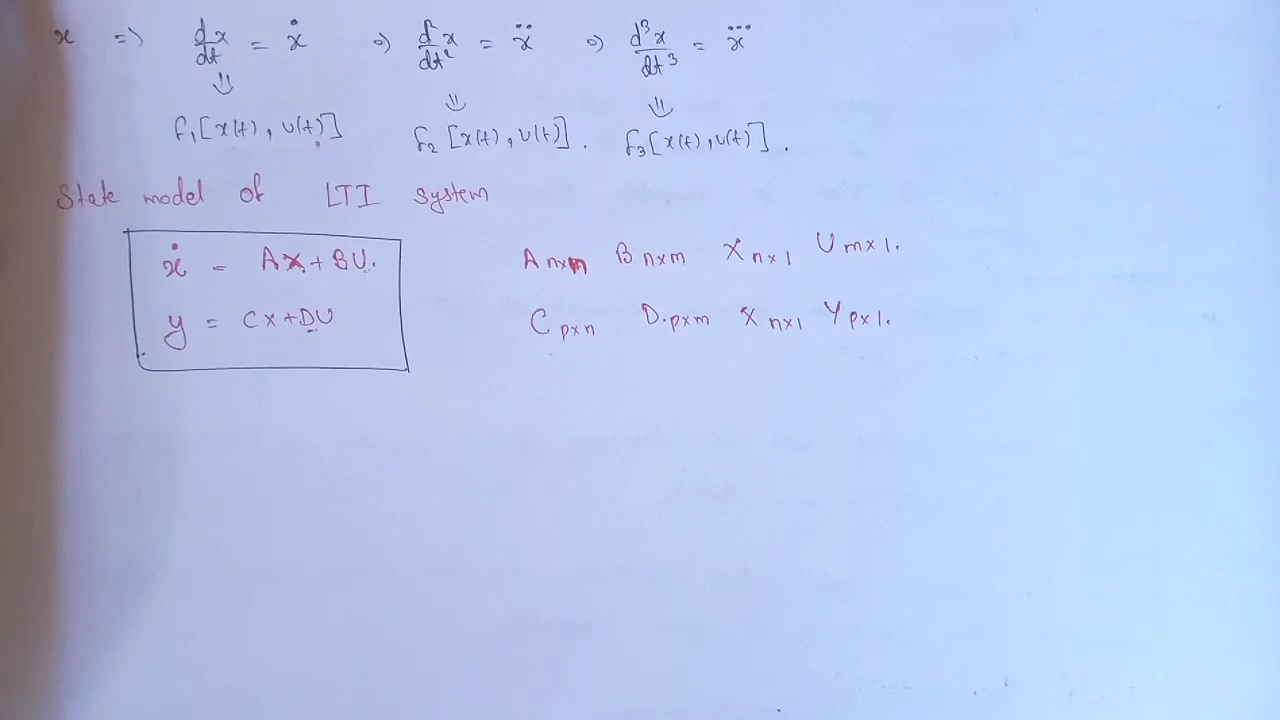 x => dx/dt = ẋ => d²x/dt² = ẍ => d³x/dt³ = x⃛
f₁[x(t), U(t)] f₂[x(t), U(t)]. f₃[x(t), U(t)].
State model of LTI system
ẋ = AX + BU. A n×n B n×m X n×1 U m×1.
y = CX + DU C p×n D. p×m X n×1 Y p×1.